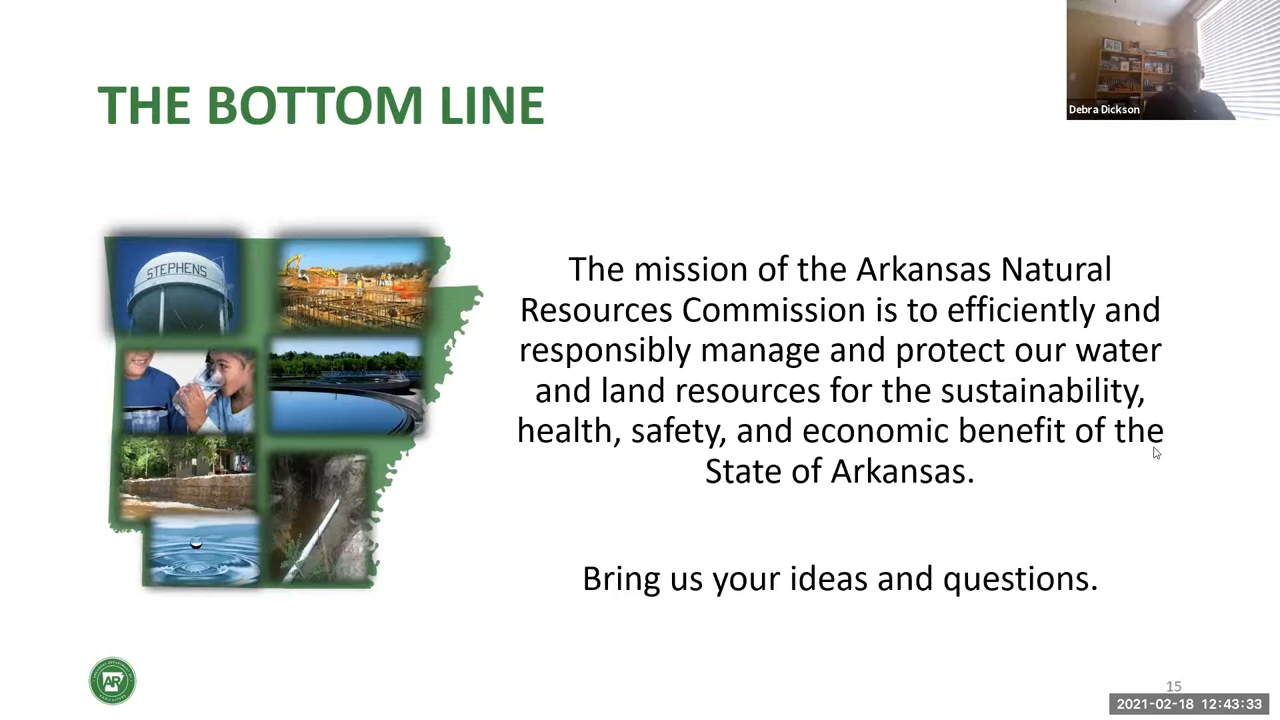 THE BOTTOM LINE
Debra Dickson
STEPHENS
The mission of the Arkansas Natural
Resources Commission is to efficiently and
responsibly manage and protect our water
and land resources for the sustainability,
health, safety, and economic benefit of the
State of Arkansas.
Bring us your ideas and questions.
AR
15
2021-02-18 12:43:33